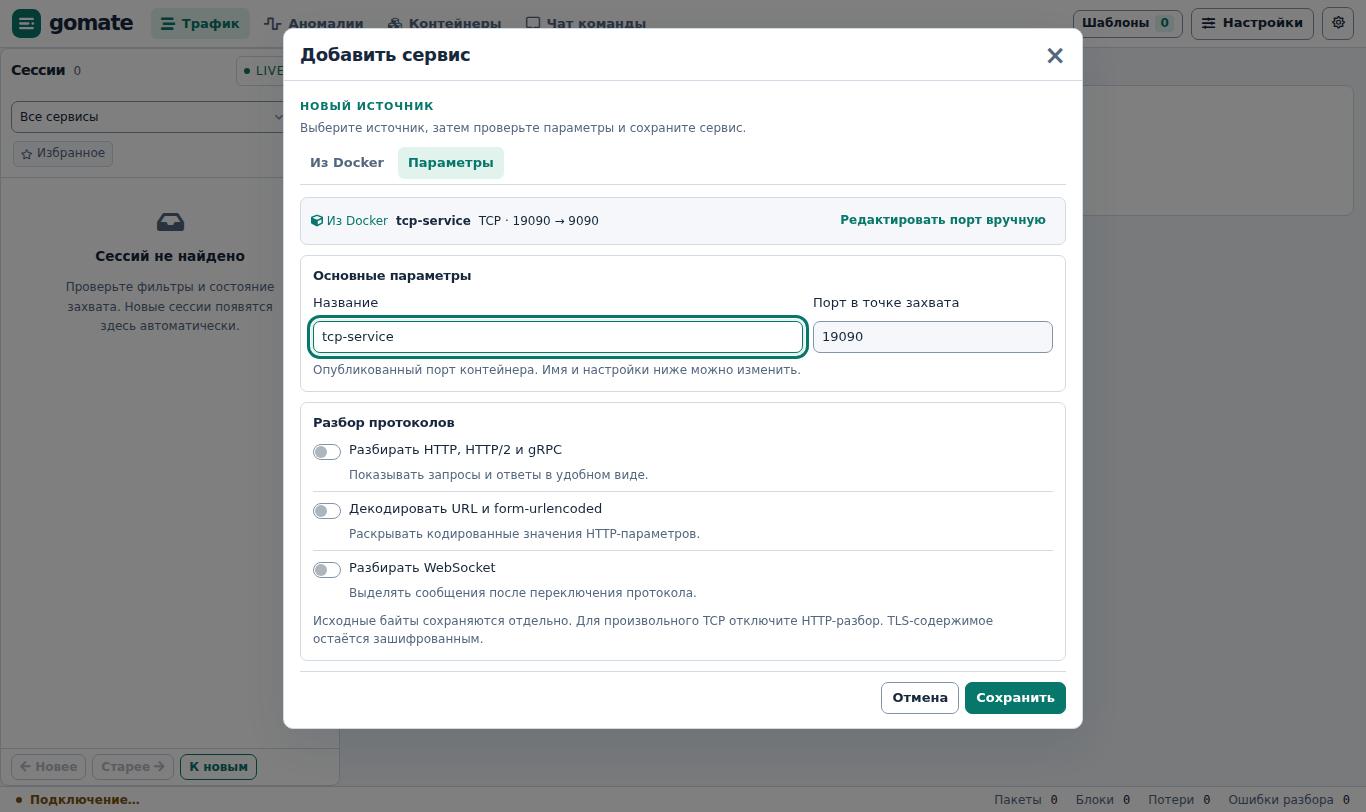 gomate
Трафик
Аномалии
Контейнеры
Чат команды
Шаблоны 0
Настройки
Сессии 0
LIVE
Все сервисы
Избранное
Сессий не найдено
Проверьте фильтры и состояние
захвата. Новые сессии появятся
здесь автоматически.
← Новее
Старее →
К новым
Добавить сервис
НОВЫЙ ИСТОЧНИК
Выберите источник, затем проверьте параметры и сохраните сервис.
Из Docker
Параметры
Из Docker tcp-service TCP · 19090 → 9090
Редактировать порт вручную
Основные параметры
Название
Порт в точке захвата
tcp-service
19090
Опубликованный порт контейнера. Имя и настройки ниже можно изменить.
Разбор протоколов
Разбирать HTTP, HTTP/2 и gRPC
Показывать запросы и ответы в удобном виде.
Декодировать URL и form-urlencoded
Раскрывать кодированные значения HTTP-параметров.
Разбирать WebSocket
Выделять сообщения после переключения протокола.
Исходные байты сохраняются отдельно. Для произвольного TCP отключите HTTP-разбор. TLS-содержимое
остаётся зашифрованным.
Отмена
Сохранить
Подключение…
Пакеты 0
Блоки 0
Потери 0
Ошибки разбора 0